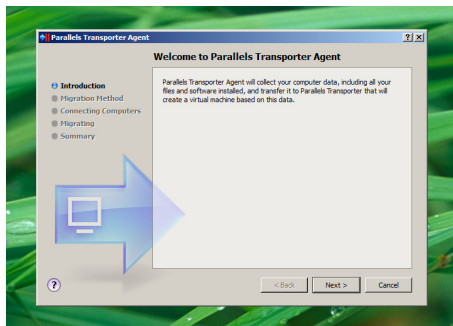 Parallels Transporter Agent
Welcome to Parallels Transporter Agent
Introduction
Migration Method
Connecting Computers
Migrating
Summary
Parallels Transporter Agent will collect your computer data, including all your
files and software installed, and transfer it to Parallels Transporter that will
create a virtual machine based on this data.
< Back
Next >
Cancel